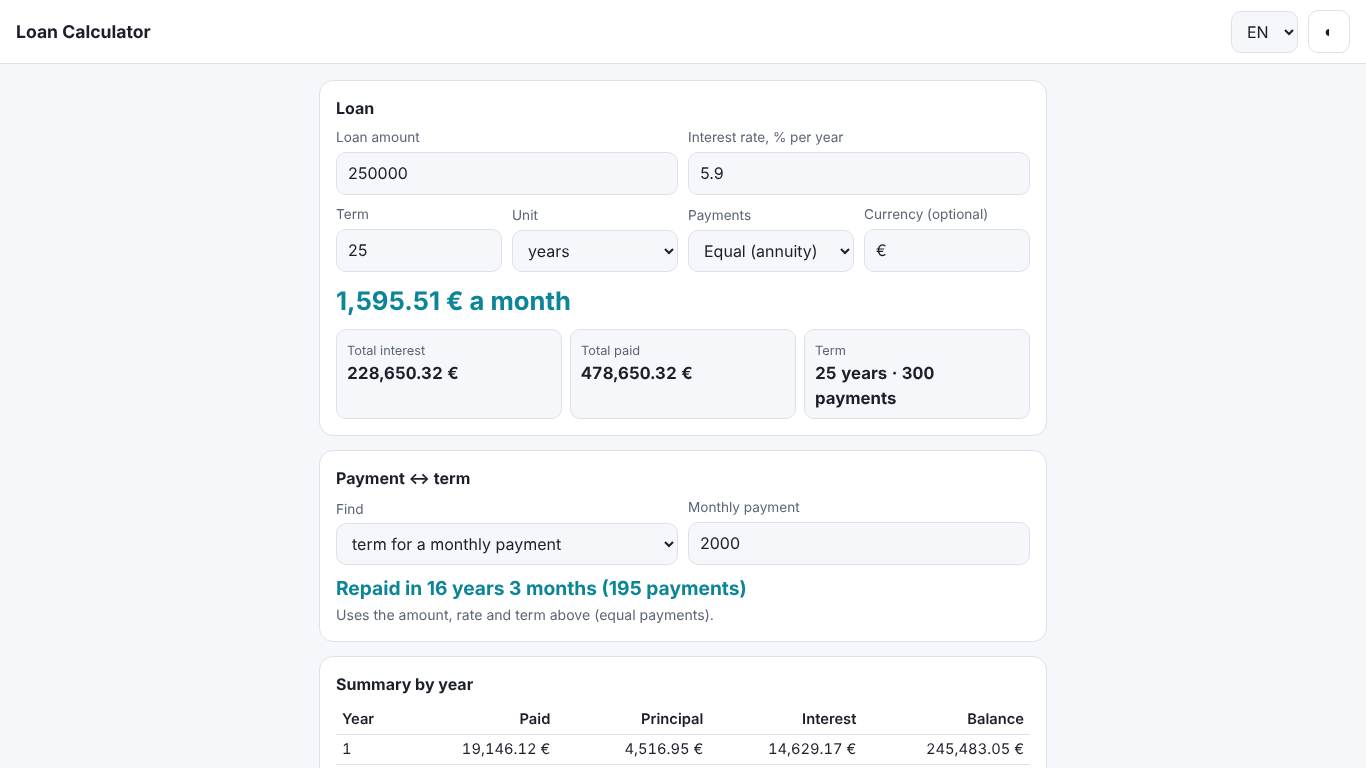 Loan Calculator
EN
Loan
Loan amount
Interest rate, % per year
250000
5.9
Term
Unit
Payments
Currency (optional)
25
years
Equal (annuity)
€
1,595.51 € a month
Total interest
228,650.32 €
Total paid
478,650.32 €
Term
25 years · 300
payments
Payment ↔ term
Find
Monthly payment
term for a monthly payment
2000
Repaid in 16 years 3 months (195 payments)
Uses the amount, rate and term above (equal payments).
Summary by year
Year Paid Principal Interest Balance
1 19,146.12 € 4,516.95 € 14,629.17 € 245,483.05 €